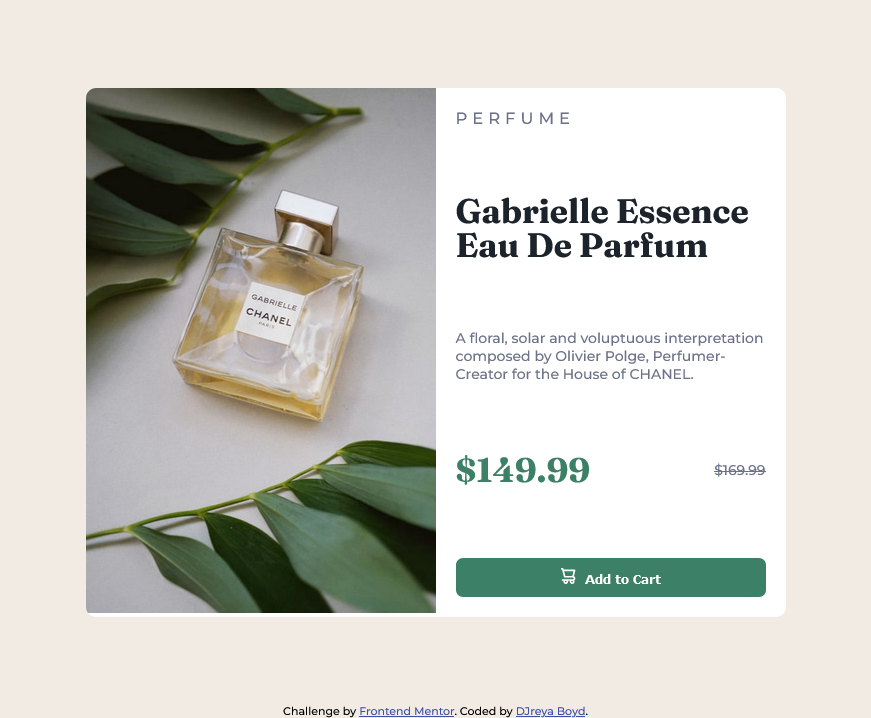 GABRIELLE
CHANEL
PARIS
PERFUME
Gabrielle Essence
Eau De Parfum
A floral, solar and voluptuous interpretation
composed by Olivier Polge, Perfumer-
Creator for the House of CHANEL.
$149.99
$169.99
Add to Cart
Challenge by Frontend Mentor. Coded by DJreya Boyd.